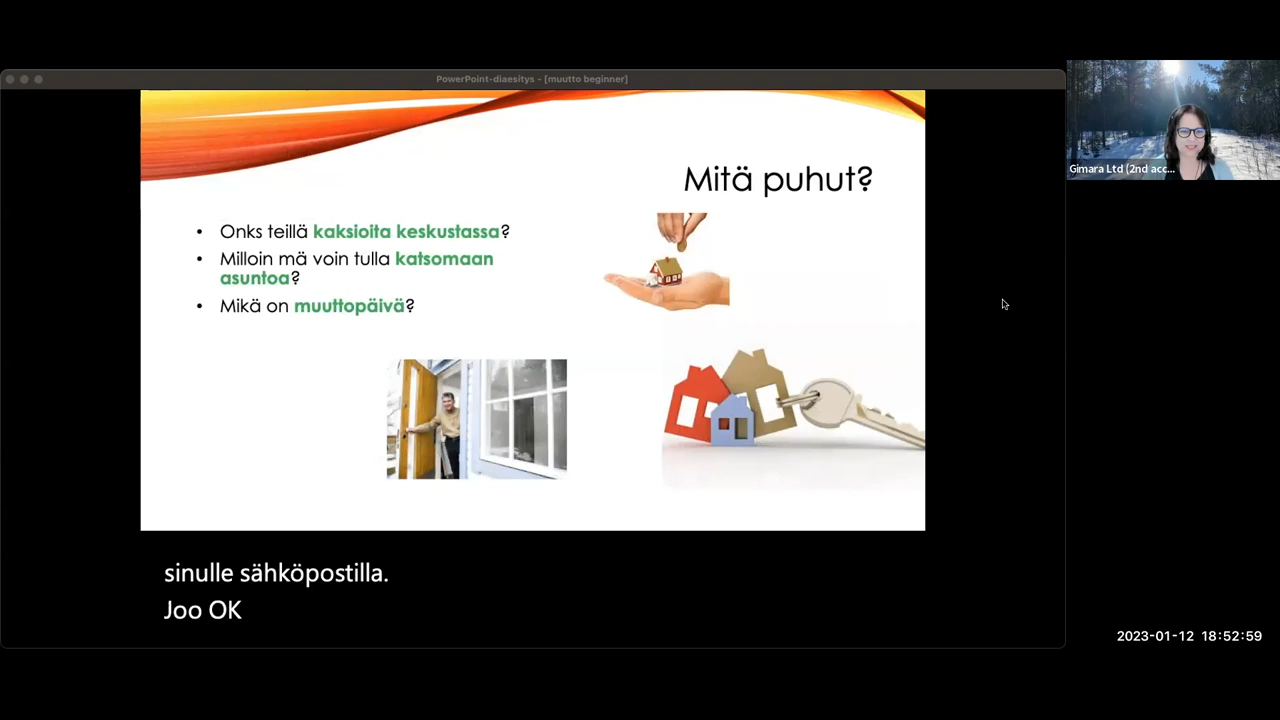 PowerPoint-diaesitys - [muutto beginner]
Gimara Ltd (2nd acc...
Mitä puhut?
• Onks teillä kaksioita keskustassa?
• Milloin mä voin tulla katsomaan
asuntoa?
• Mikä on muuttopäivä?
sinulle sähköpostilla.
Joo OK
2023-01-12 18:52:59